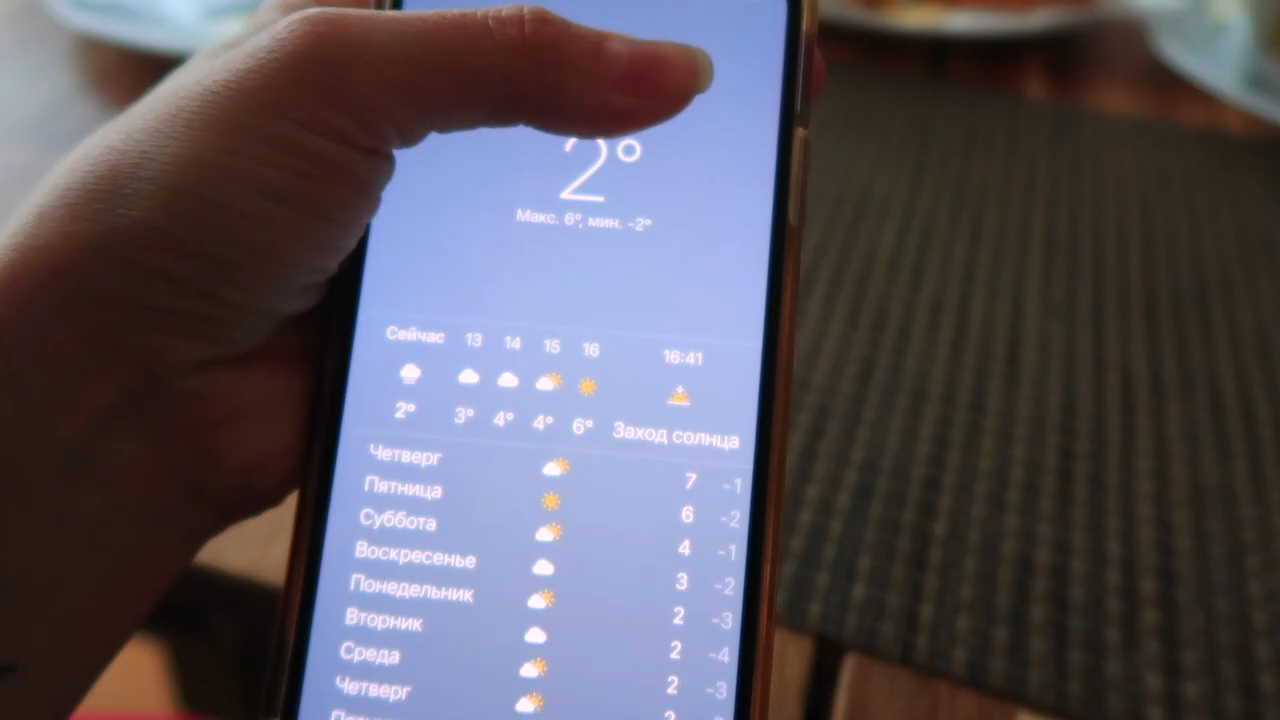 2°
Макс. 6°, мин. -2°
Сейчас 13 14 15 16 16:41
2° 3° 4° 4° 6° Заход солнца
Четверг 7 -1
Пятница 6 -2
Суббота 4 -1
Воскресенье 3 -2
Понедельник 2 -3
Вторник 2 -4
Среда 2 -3
Четверг